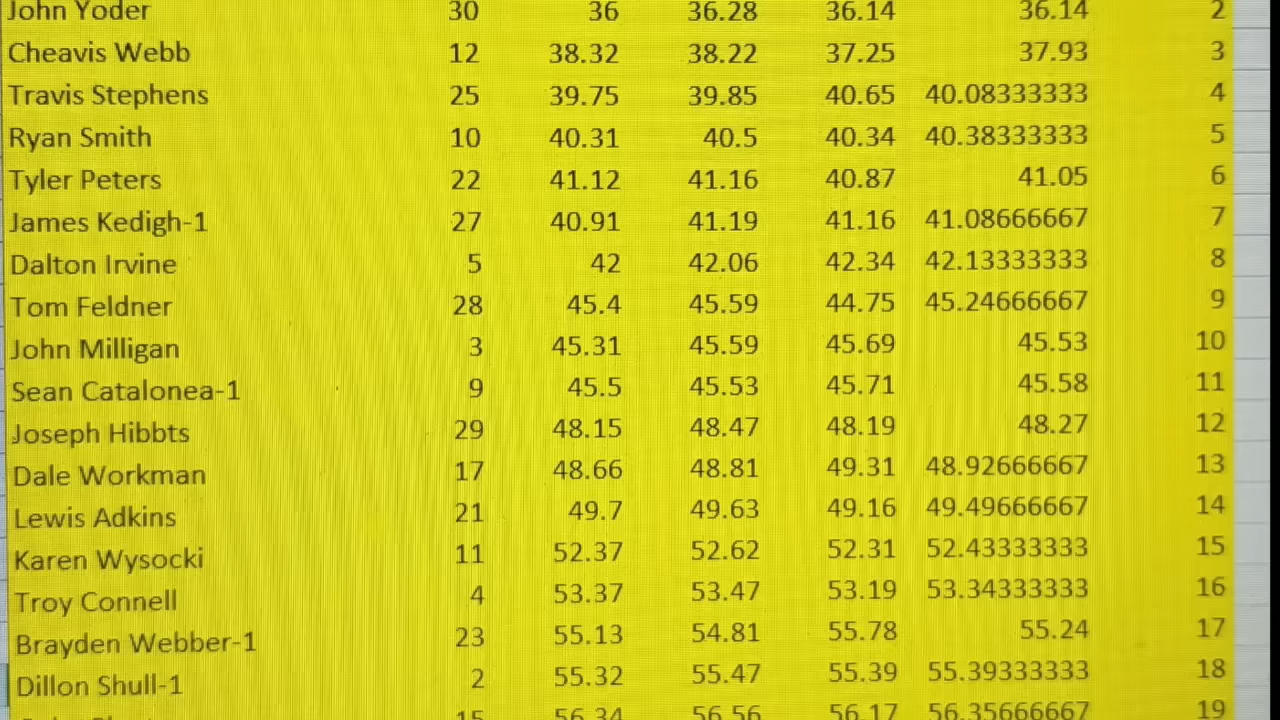 John Yoder 30 36 36.28 36.14 36.14 2
Cheavis Webb 12 38.32 38.22 37.25 37.93 3
Travis Stephens 25 39.75 39.85 40.65 40.08333333 4
Ryan Smith 10 40.31 40.5 40.34 40.38333333 5
Tyler Peters 22 41.12 41.16 40.87 41.05 6
James Kedigh-1 27 40.91 41.19 41.16 41.08666667 7
Dalton Irvine 5 42 42.06 42.34 42.13333333 8
Tom Feldner 28 45.4 45.59 44.75 45.24666667 9
John Milligan 3 45.31 45.59 45.69 45.53 10
Sean Catalonea-1 9 45.5 45.53 45.71 45.58 11
Joseph Hibbts 29 48.15 48.47 48.19 48.27 12
Dale Workman 17 48.66 48.81 49.31 48.92666667 13
Lewis Adkins 21 49.7 49.63 49.16 49.49666667 14
Karen Wysocki 11 52.37 52.62 52.31 52.43333333 15
Troy Connell 4 53.37 53.47 53.19 53.34333333 16
Brayden Webber-1 23 55.13 54.81 55.78 55.24 17
Dillon Shull-1 2 55.32 55.47 55.39 55.39333333 18
15 56.34 56.56 56.17 56.35666667 19